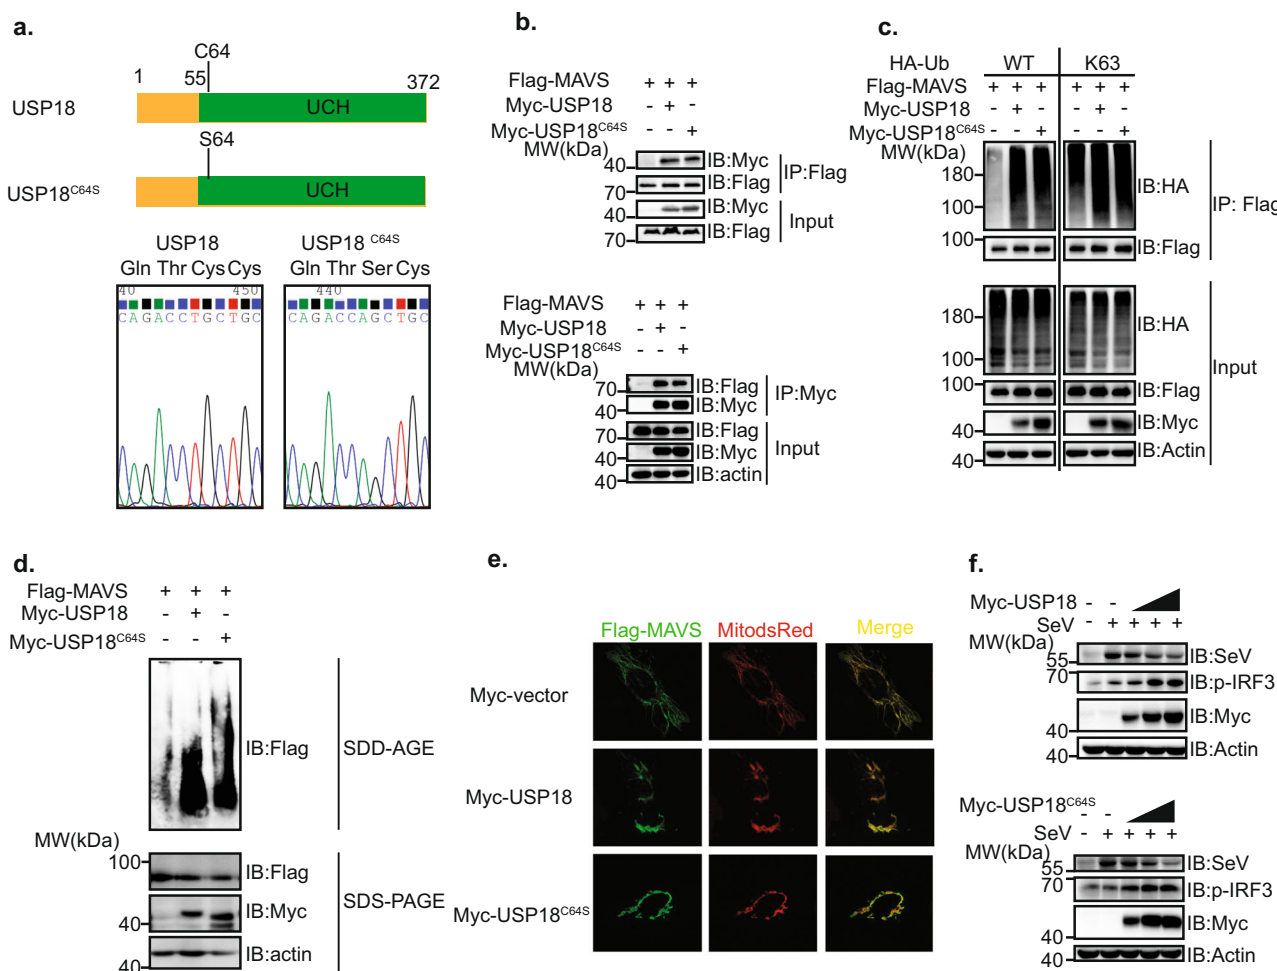 a.
C64
1 55 372
USP18 UCH
S64
USP18C64S UCH
USP18 USP18 C64S
Gln Thr Cys Cys Gln Thr Ser Cys
40 450 440
CAGACCTGCTGC CAGACCAGCTGC
b.
Flag-MAVS + + +
Myc-USP18 - + -
Myc-USP18C64S - - +
MW(kDa)
40 IB:Myc
70 IB:Flag
IP:Flag
40 IB:Myc
70 IB:Flag
Input
Flag-MAVS + + +
Myc-USP18 - + -
Myc-USP18C64S - - +
MW(kDa)
70 IB:Flag
40 IB:Myc
IP:Myc
70 IB:Flag
40 IB:Myc
40 IB:actin
Input
c.
HA-Ub WT K63
Flag-MAVS + + + + + +
Myc-USP18 - + - - + -
Myc-USP18C64S - - + - - +
MW(kDa)
180
100
IB:HA
100 IB:Flag
IP: Flag
180
100
IB:HA
100 IB:Flag
40 IB:Myc
40 IB:Actin
Input
d.
Flag-MAVS + + +
Myc-USP18 - + -
Myc-USP18C64S - - +
IB:Flag SDD-AGE
MW(kDa)
100 IB:Flag
40 IB:Myc
40 IB:actin
SDS-PAGE
e.
Flag-MAVS MitodsRed Merge
Myc-vector
Myc-USP18
Myc-USP18C64S
f.
Myc-USP18 - -
SeV - + + + +
MW(kDa)
55 IB:SeV
70 IB:p-IRF3
40 IB:Myc
40 IB:Actin
Myc-USP18C64S - -
SeV - + + + +
MW(kDa)
55 IB:SeV
70 IB:p-IRF3
40 IB:Myc
40 IB:Actin